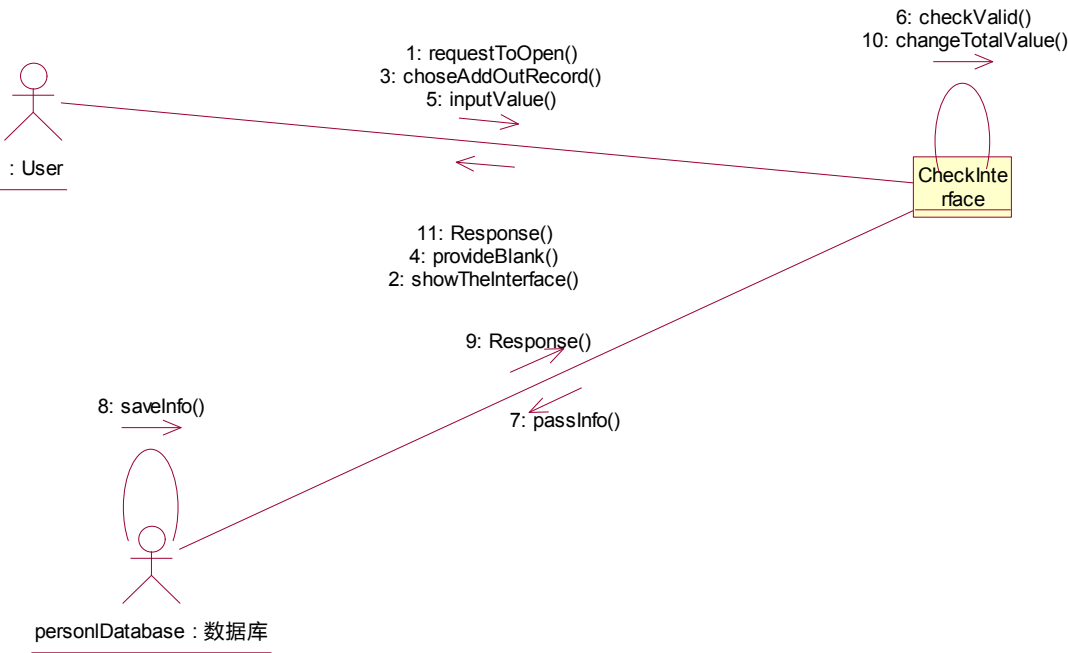 6: checkValid()
10: changeTotalValue()
1: requestToOpen()
3: choseAddOutRecord()
5: inputValue()
: User
CheckInte
rface
11: Response()
4: provideBlank()
2: showTheInterface()
9: Response()
8: saveInfo()
7: passInfo()
personlDatabase : 数据库